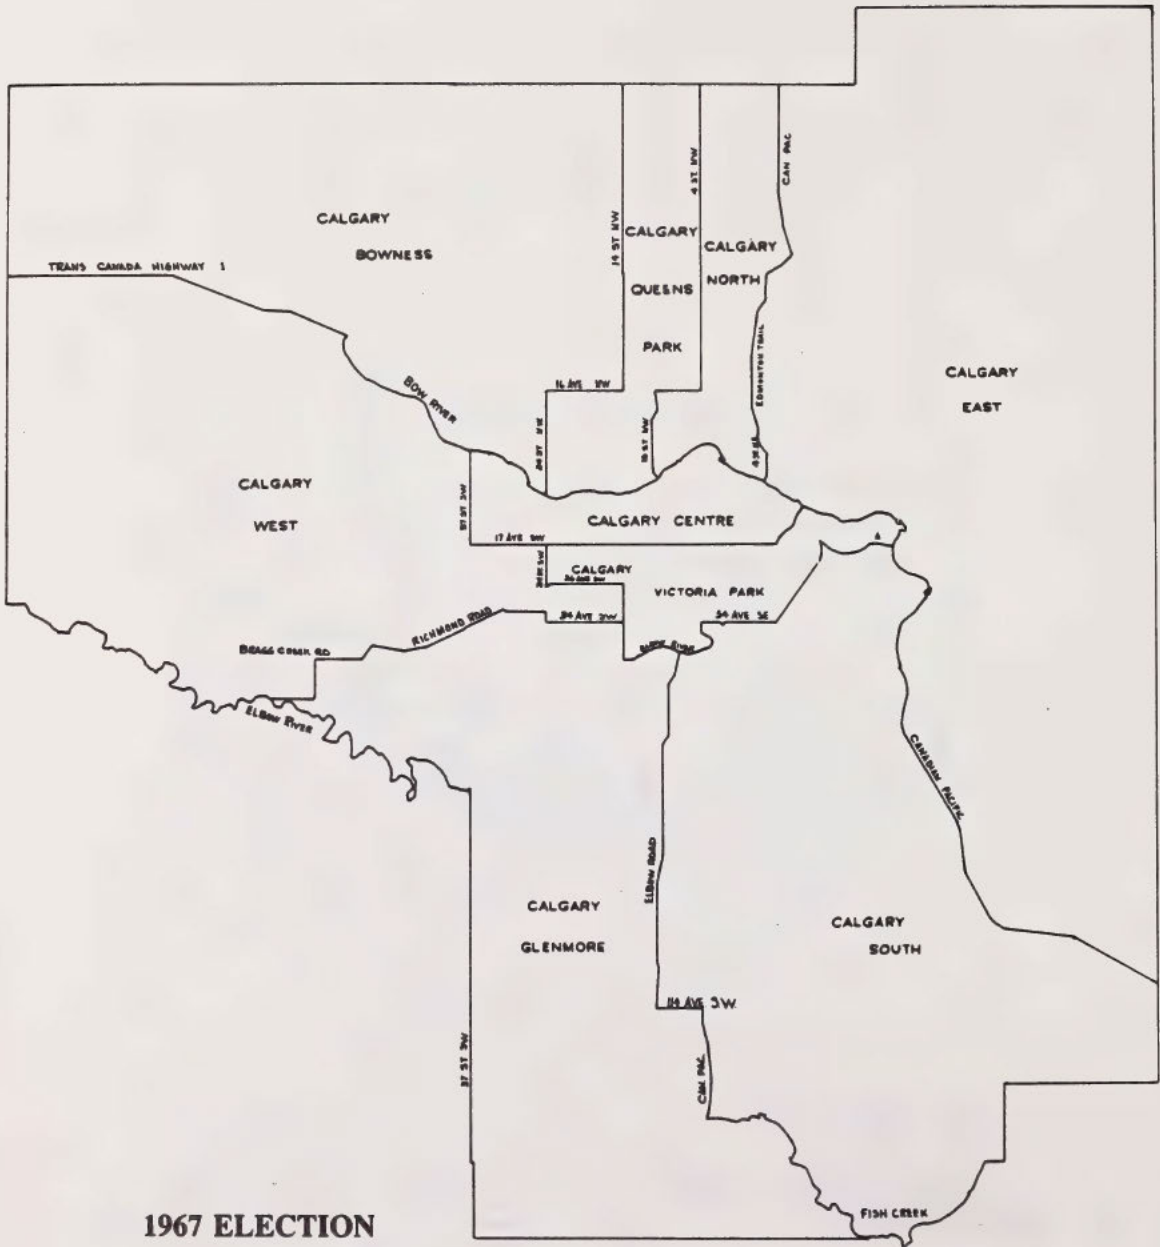 CALGARY
BOWNESS
TRANS CANADA HIGHWAY 1
14 ST NW
4 ST NW
CALGARY
QUEENS
PARK
CALGARY
NORTH
CAN PAC
EDMONTON TRAIL
CALGARY
EAST
16 AVE NW
BOW RIVER
24 ST NW
10 ST NW
CALGARY
WEST
37 ST SW
CALGARY CENTRE
17 AVE SW
CALGARY
26 AVE SW
VICTORIA PARK
34 AVE SW
34 AVE SE
RICHMOND ROAD
BRAGG CREEK RD
ELBOW RIVER
ELBOW RIVER
CANADIAN PACIFIC
ELBOW ROAD
CALGARY
GLENMORE
CALGARY
SOUTH
114 AVE S.W.
37 ST SW
CAN. PAC.
FISH CREEK
1967 ELECTION